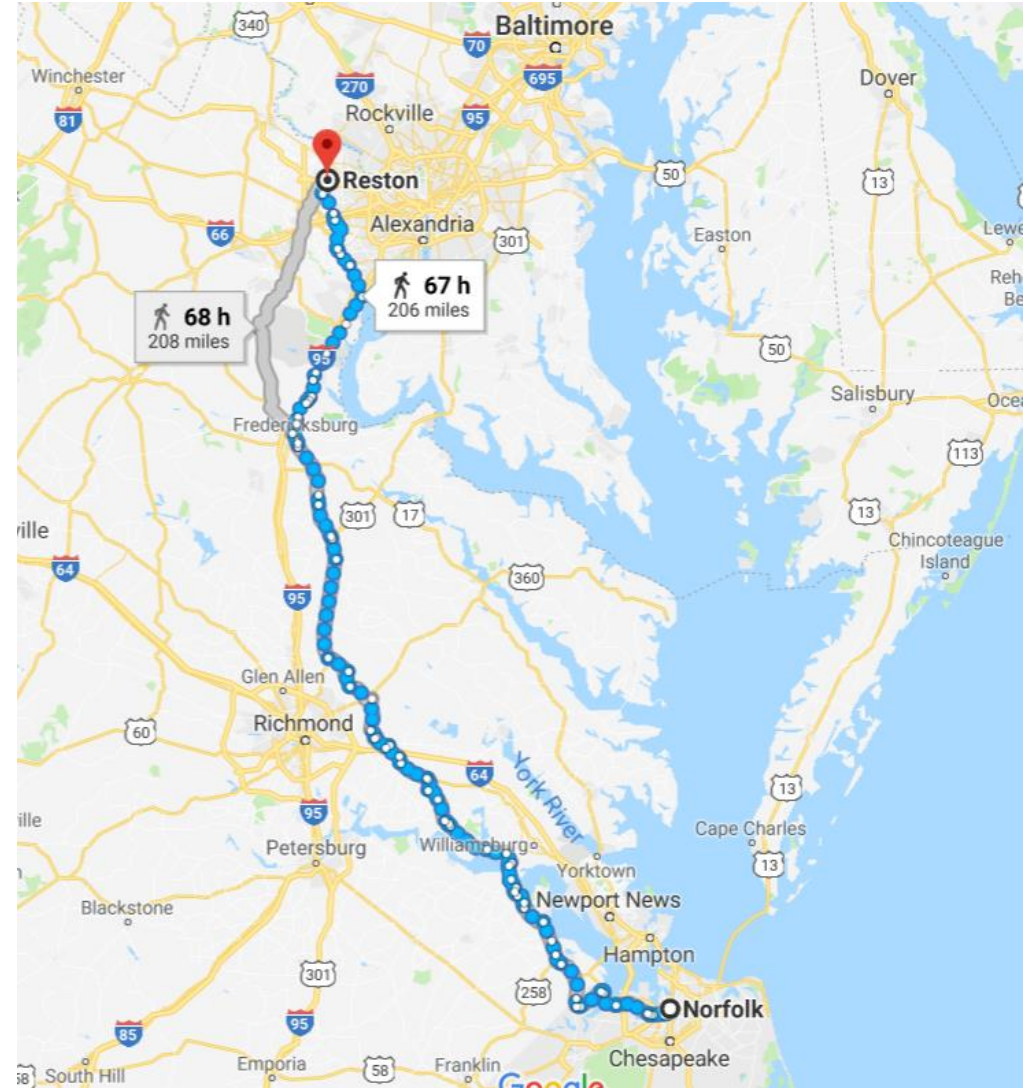 340
Baltimore
70
Winchester
695
Dover
270
Rockville
81
95
Reston
50
13
Alexandria
66
301
Easton
Lewe
67 h
206 miles
68 h
208 miles
Reh
Be
50
95
Salisbury
Ocea
Fredericksburg
113
301
17
13
ville
Chincoteague
Island
64
360
95
Glen Allen
Richmond
60
64
York River
13
95
ille
Cape Charles
Petersburg
Williamsburg
13
Yorktown
Newport News
Blackstone
Hampton
301
258
Norfolk
95
85
Chesapeake
Emporia
58
Franklin
58
South Hill
Google